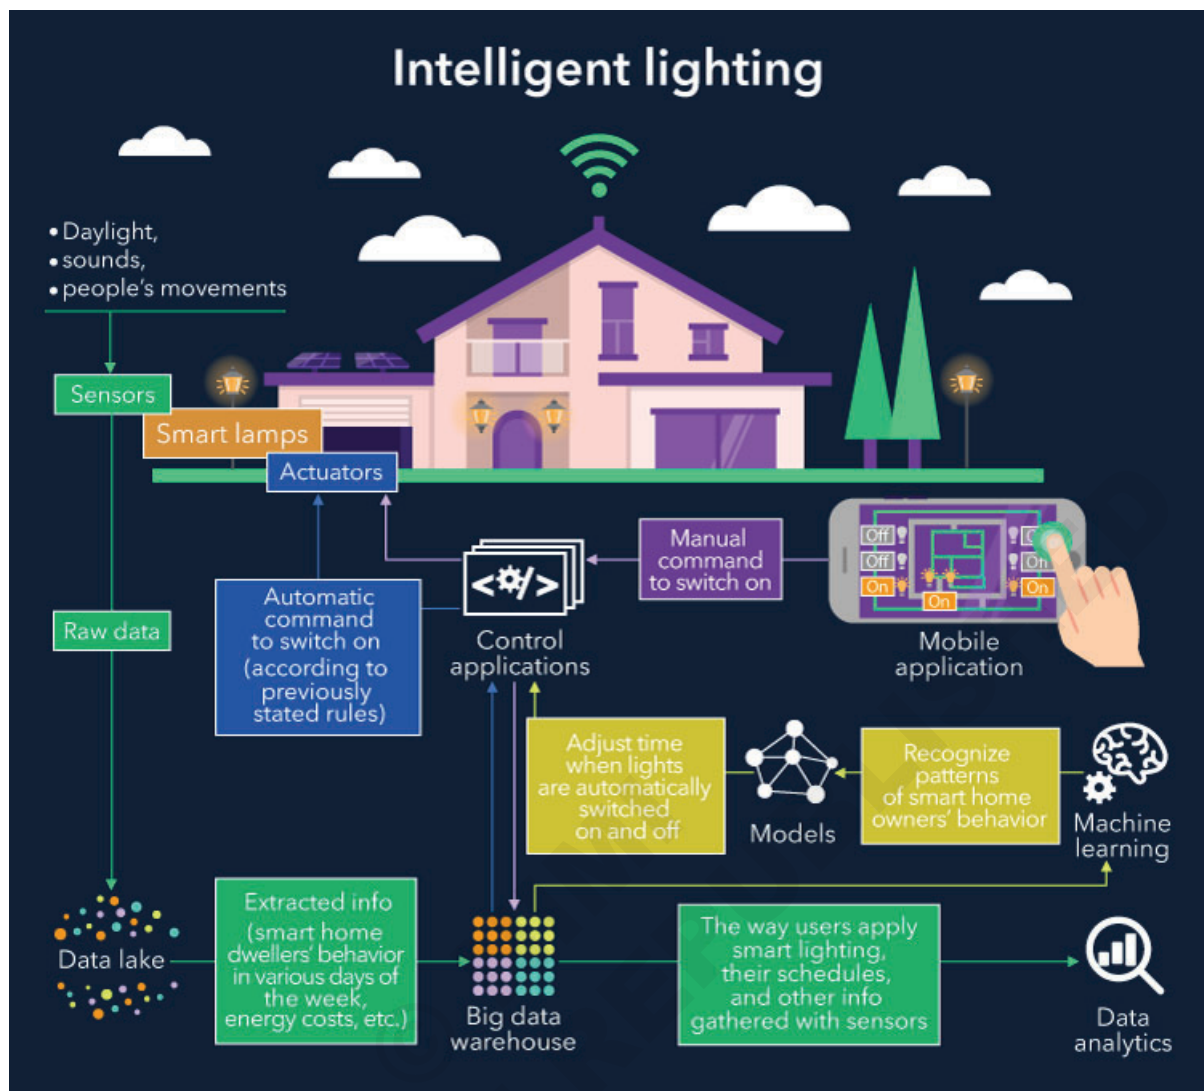 Intelligent lighting
• Daylight,
• sounds,
• people's movements
Sensors
Smart lamps
Actuators
Manual
command
to switch on
Off
Off
On
On
Off
On
Mobile
application
Automatic
command
to switch on
(according to
previously
stated rules)
</>
Control
applications
Raw data
Adjust time
when lights
are automatically
switched
on and off
Models
Recognize
patterns
of smart home
owners' behavior
Machine
learning
Data lake
Extracted info
(smart home
dwellers' behavior
in various days of
the week,
energy costs, etc.)
Big data
warehouse
The way users apply
smart lighting,
their schedules,
and other info
gathered with sensors
Data
analytics